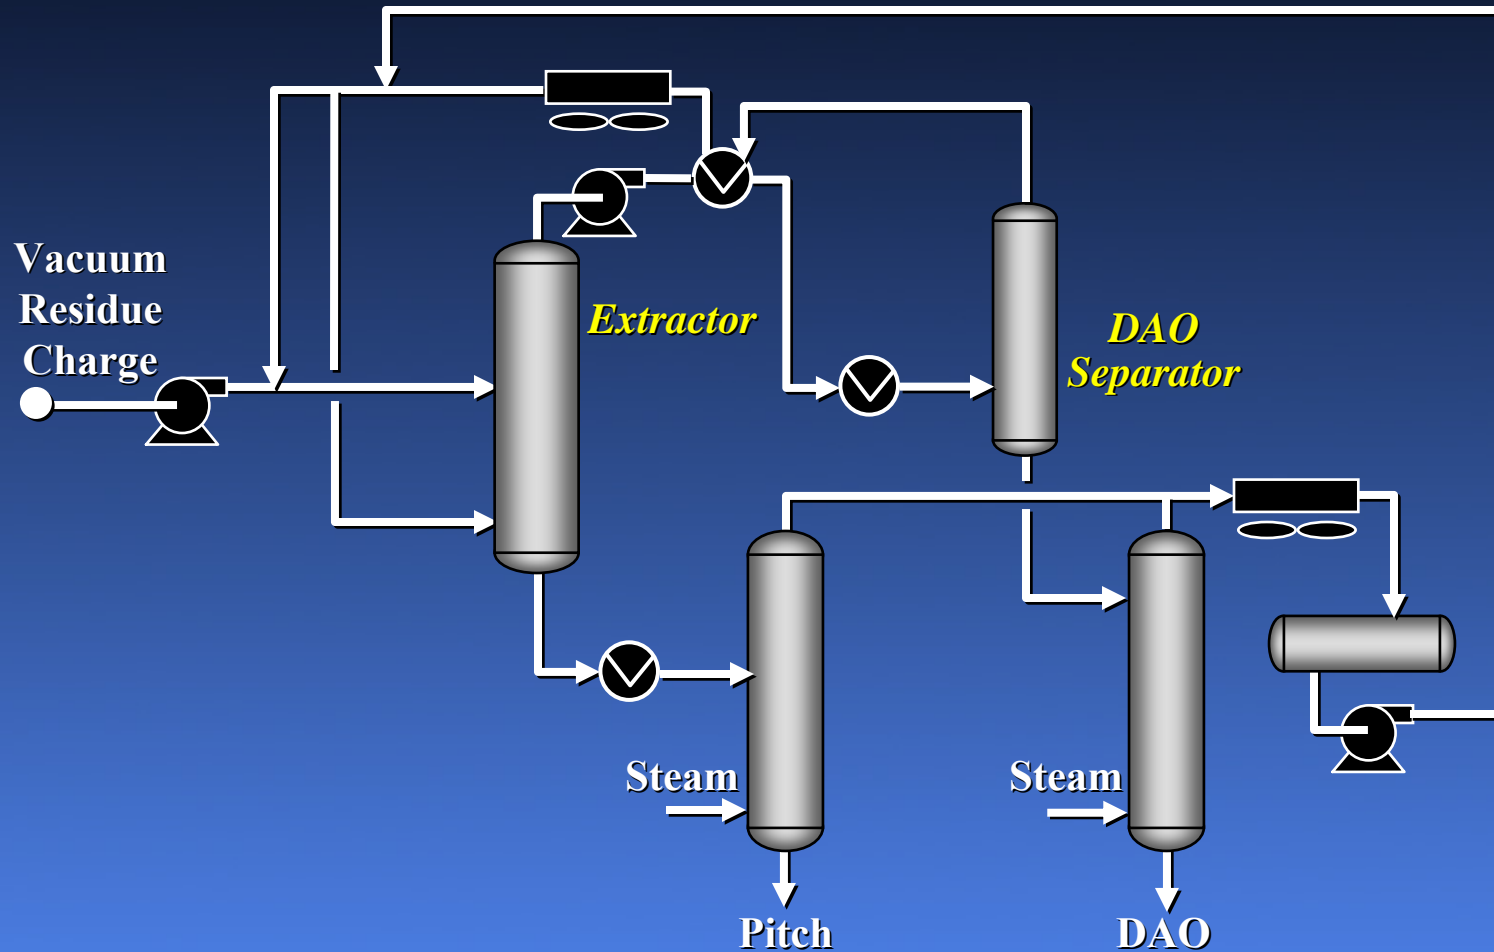 Vacuum
Residue
Charge
Extractor
DAO
Separator
Steam
Steam
Pitch
DAO